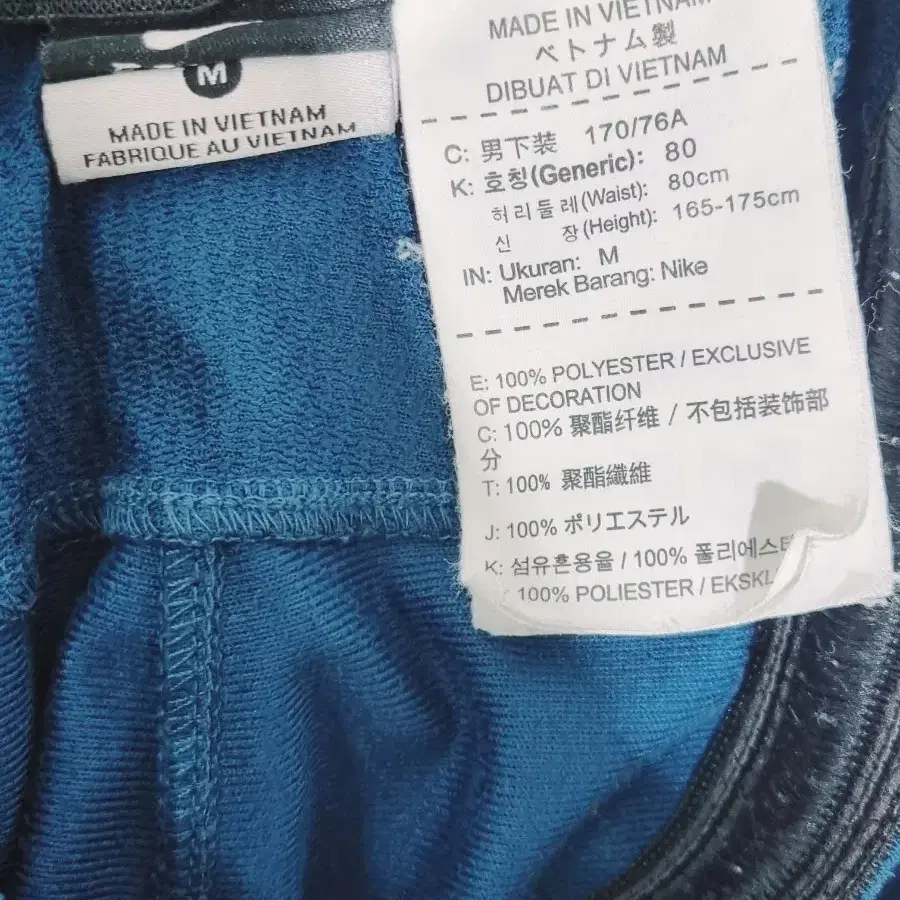 M
MADE IN VIETNAM
FABRIQUE AU VIETNAM
MADE IN VIETNAM
ベトナム製
DIBUAT DI VIETNAM
C: 男下装 170/76A
K: 호칭(Generic): 80
허리둘레(Waist): 80cm
신 장(Height): 165-175cm
IN: Ukuran: M
Merek Barang: Nike
E: 100% POLYESTER / EXCLUSIVE
OF DECORATION
C: 100% 聚酯纤维 / 不包括装饰部
分
T: 100% 聚酯纖維
J: 100% ポリエステル
K: 섬유혼용율 / 100% 폴리에스
100% POLIESTER /